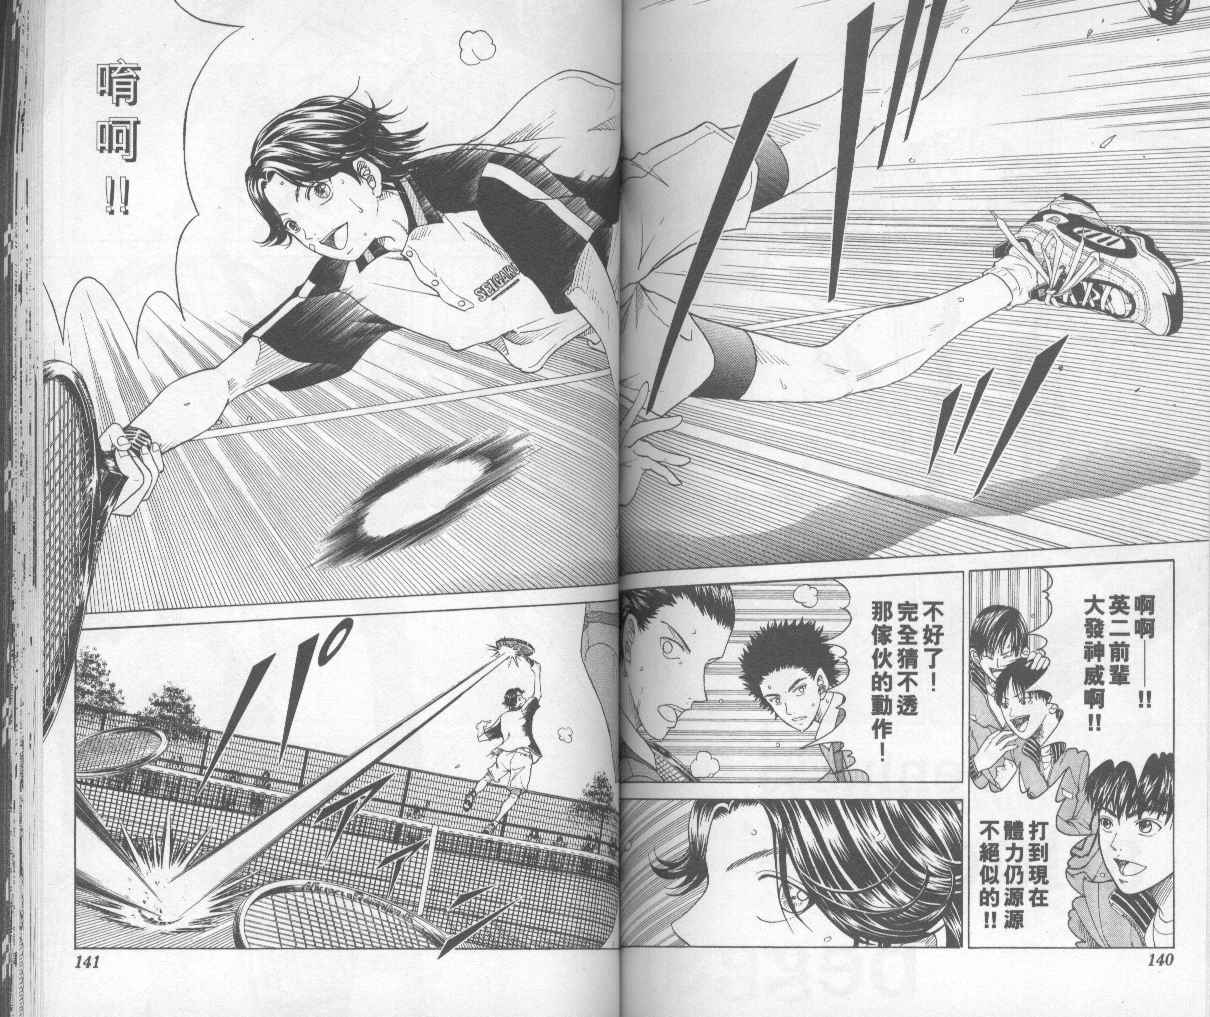 SEIGAKU
啊啊——!!
英二前輩
大發神威啊!!
打到現在
體力仍源源
不絕似的!!
不好了！
完全猜不透
那傢伙的動作！
140
唷呵!!
141